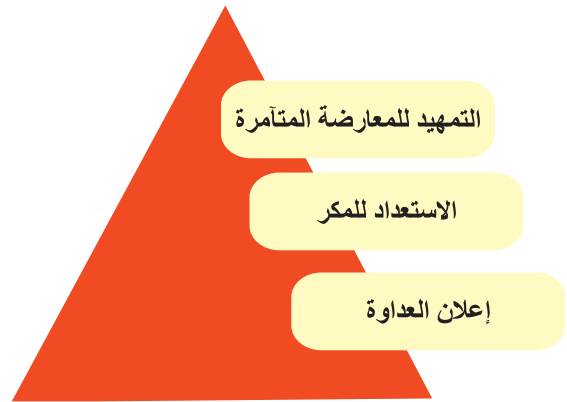 التمهيد للمعارضة المتآمرة
الاستعداد للمكر
إعلان العداوة